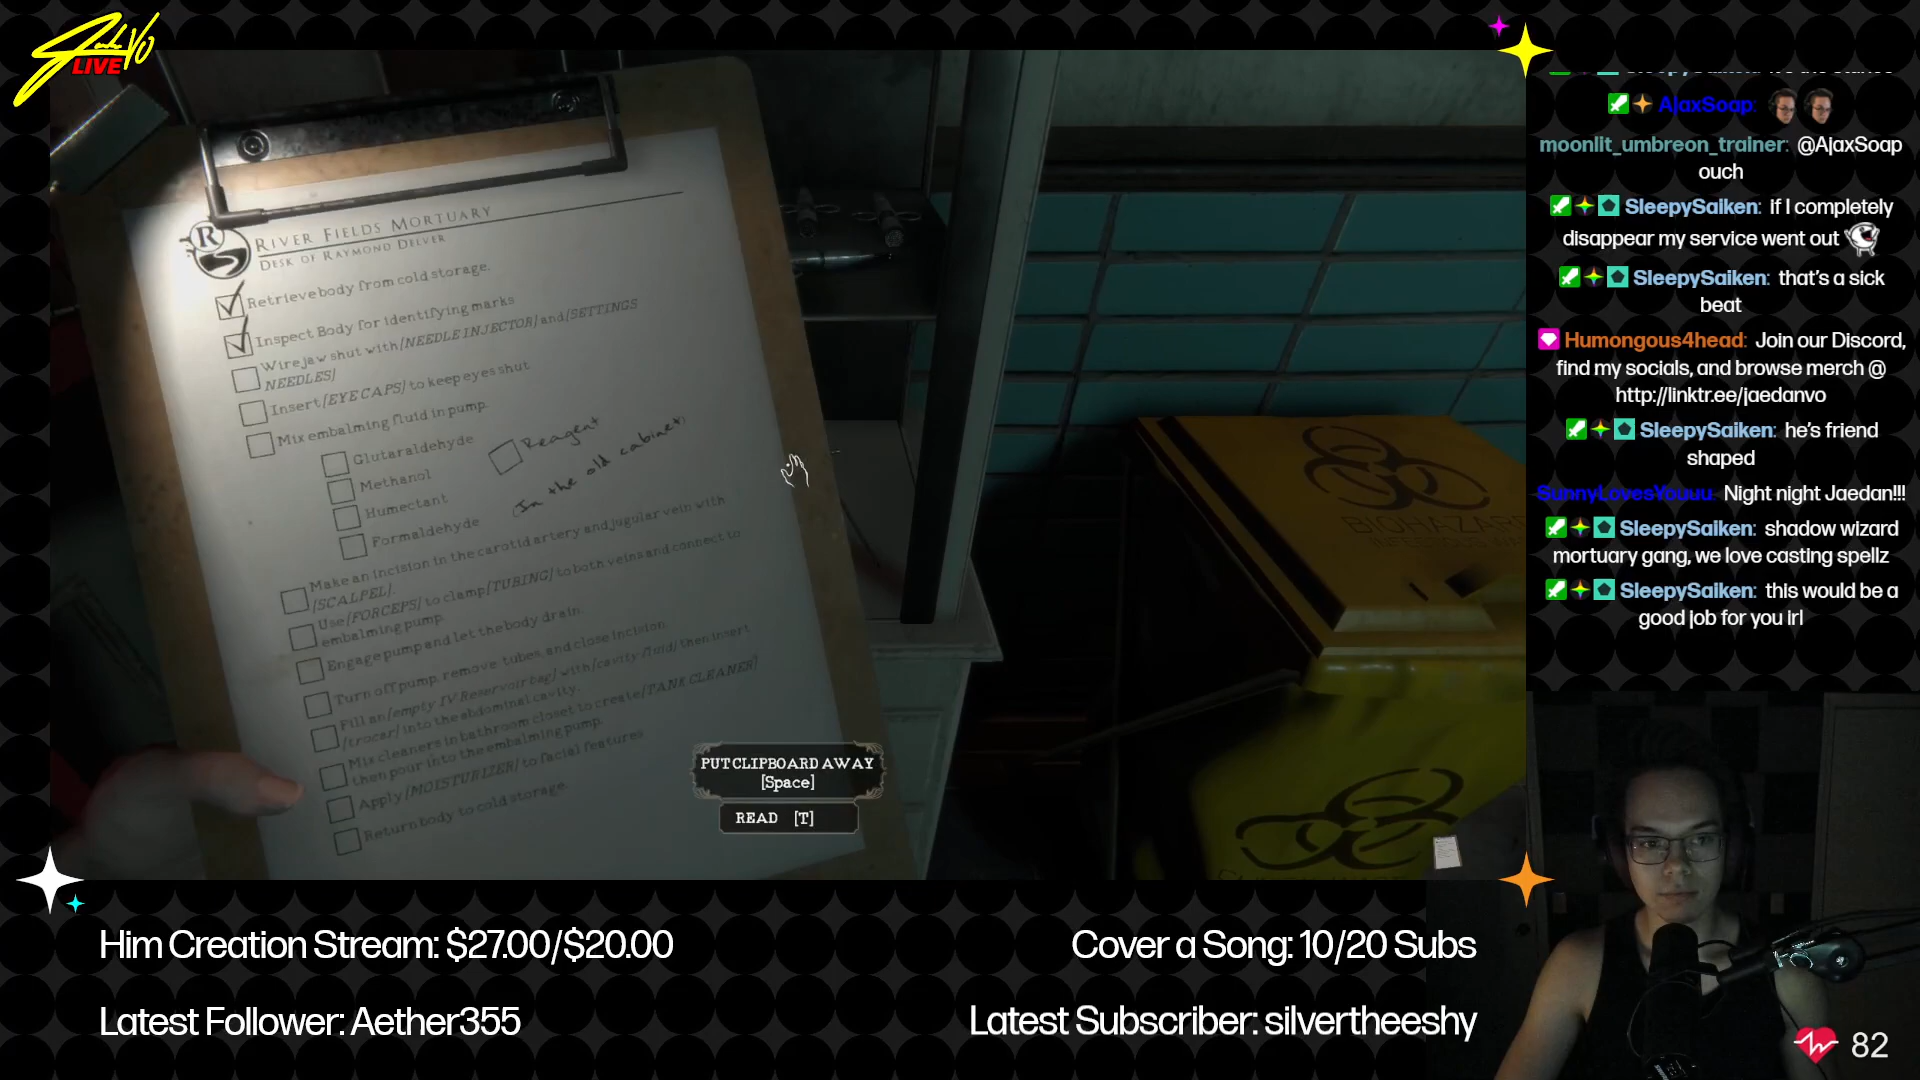 LIVE
RIVER FIELDS MORTUARY
DESK OF RAYMOND DELVER
Retrieve body from cold storage.
Inspect Body for identifying marks
Wire jaw shut with [NEEDLE INJECTOR] and [SETTINGS
NEEDLES]
Insert [EYE CAPS] to keep eyes shut
Mix embalming fluid in pump.
Glutaraldehyde
Reagent
Methanol
In the old cabinet
Humectant
Formaldehyde
Make an incision in the carotid artery and jugular vein with
[SCALPEL].
Use [FORCEPS] to clamp [TUBING] to both veins and connect to
embalming pump.
Engage pump and let the body drain.
Turn off pump, remove tubes, and close incision.
Fill an [empty IV Reservoir bag] with [cavity fluid] then insert
[trocar] into the abdominal cavity.
Mix cleaners in bathroom closet to create [TANK CLEANER]
then pour into the embalming pump.
Apply [MOISTURIZER] to facial features
Return body to cold storage.
PUT CLIPBOARD AWAY
[Space]
READ [T]
BIOHAZARD
AjaxSoap:
moonlit_umbreon_trainer: @AjaxSoap
ouch
SleepySaiken: if I completely
disappear my service went out
SleepySaiken: that's a sick
beat
Humongous4head: Join our Discord,
find my socials, and browse merch @
http://linktr.ee/jaedanvo
SleepySaiken: he's friend
shaped
SunnyLovesYouuu: Night night Jaedan!!!
SleepySaiken: shadow wizard
mortuary gang, we love casting spellz
SleepySaiken: this would be a
good job for you irl
Him Creation Stream: $27.00/$20.00
Cover a Song: 10/20 Subs
Latest Follower: Aether355
Latest Subscriber: silvertheeshy
82